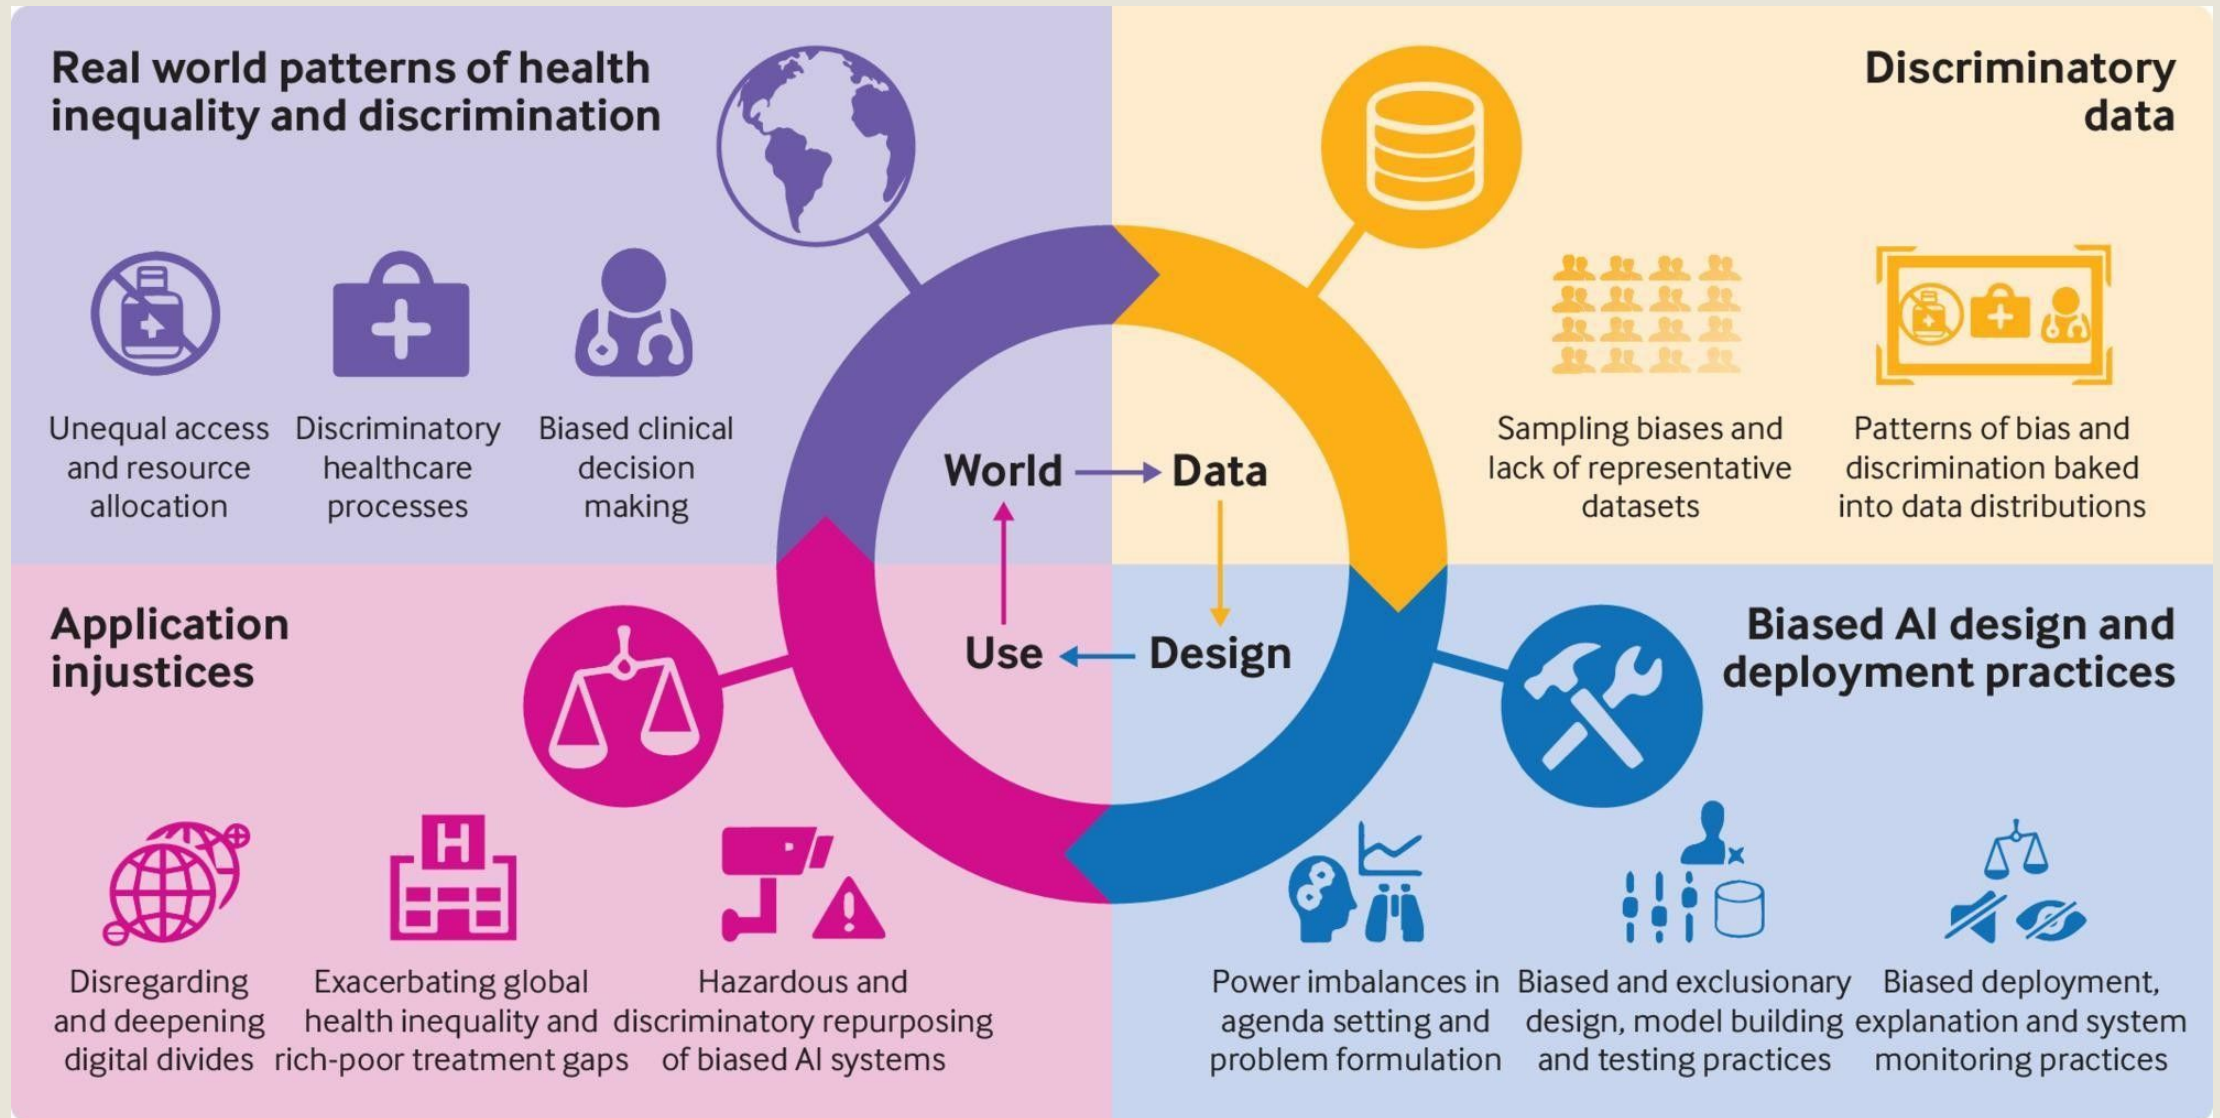 Real world patterns of health
inequality and discrimination
Unequal access
and resource
allocation
Discriminatory
healthcare
processes
Biased clinical
decision
making
Discriminatory
data
Sampling biases and
lack of representative
datasets
Patterns of bias and
discrimination baked
into data distributions
World
Data
Use
Design
Application
injustices
H
Disregarding
and deepening
digital divides
Exacerbating global
health inequality and
rich-poor treatment gaps
Hazardous and
discriminatory repurposing
of biased AI systems
Biased AI design and
deployment practices
Power imbalances in
agenda setting and
problem formulation
Biased and exclusionary
design, model building
and testing practices
Biased deployment,
explanation and system
monitoring practices